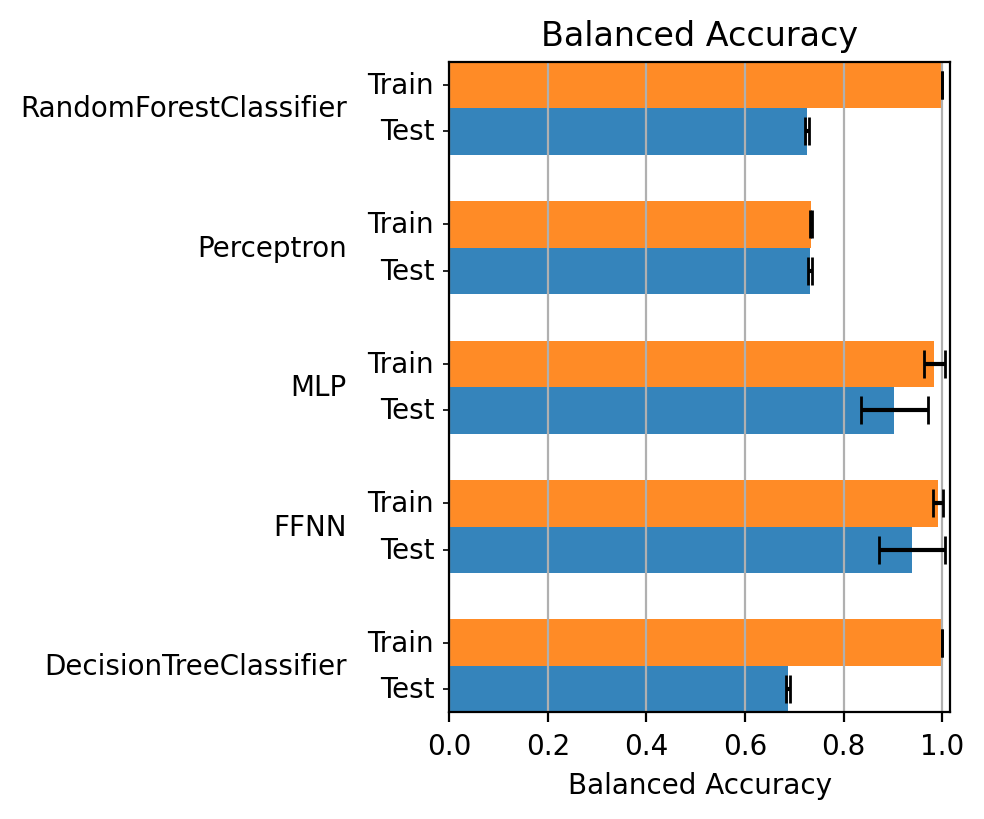 Balanced Accuracy
RandomForestClassifier
Train
Test
Perceptron
Train
Test
MLP
Train
Test
FFNN
Train
Test
DecisionTreeClassifier
Train
Test
0.0 0.2 0.4 0.6 0.8 1.0
Balanced Accuracy